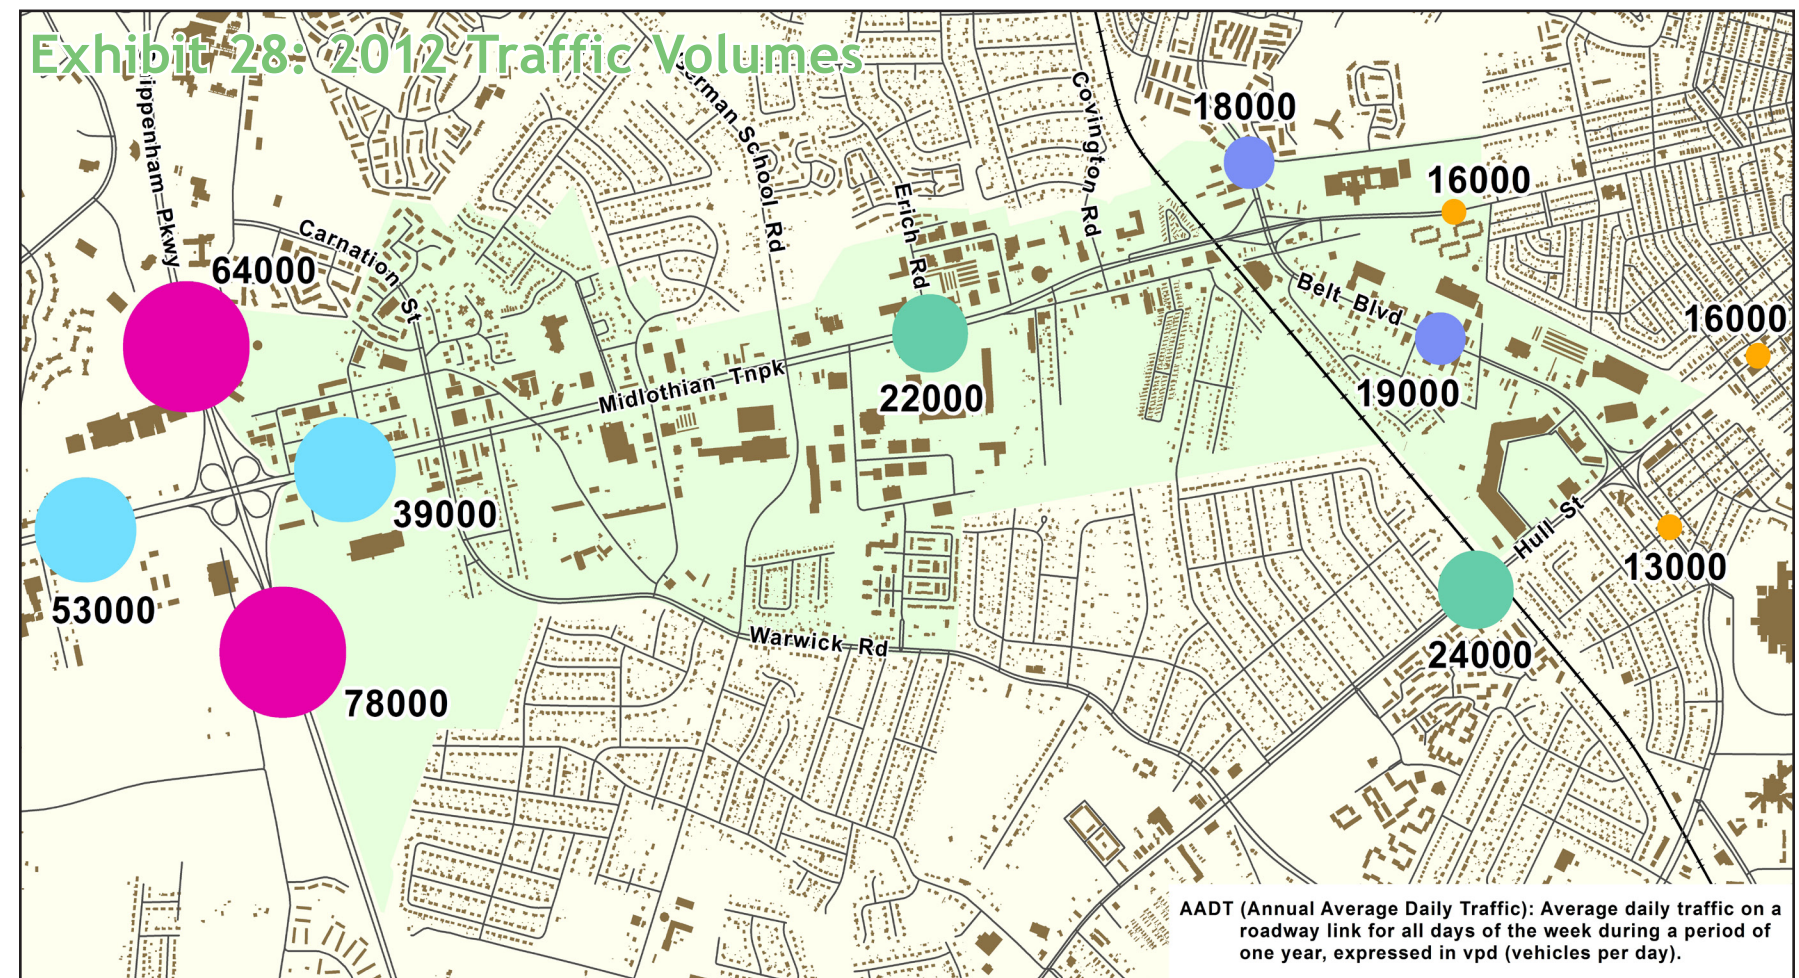 Exhibit 28: 2012 Traffic Volumes
Pkwy
School Rd
Covington Rd
18000
16000
Carnation St
64000
Erich Rd
Belt Blvd
16000
Midlothian Tnpk
22000
19000
39000
Hull St
53000
13000
Warwick Rd
24000
78000
AADT (Annual Average Daily Traffic): Average daily traffic on a
roadway link for all days of the week during a period of
one year, expressed in vpd (vehicles per day).